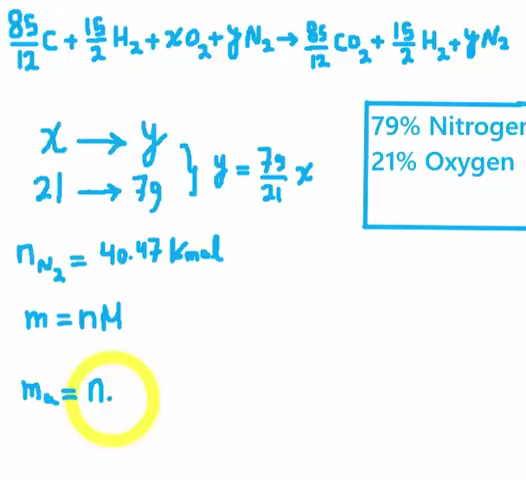 85/12 C + 15/2 H₂ + xO₂ + yN₂ → 85/12 CO₂ + 15/2 H₂ + yN₂
x → y
21 → 79 } y = 79/21 x
79% Nitroger
21% Oxygen
n_N₂ = 40.47 Kmol
m = nM
mₐ = n.